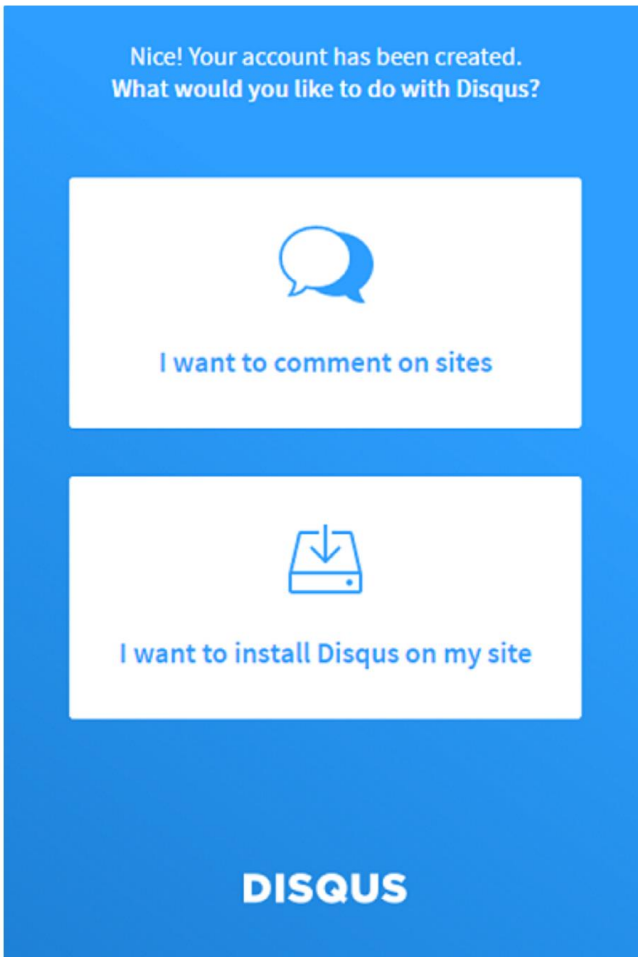 Nice! Your account has been created.
What would you like to do with Disqus?
I want to comment on sites
I want to install Disqus on my site
DISQUS